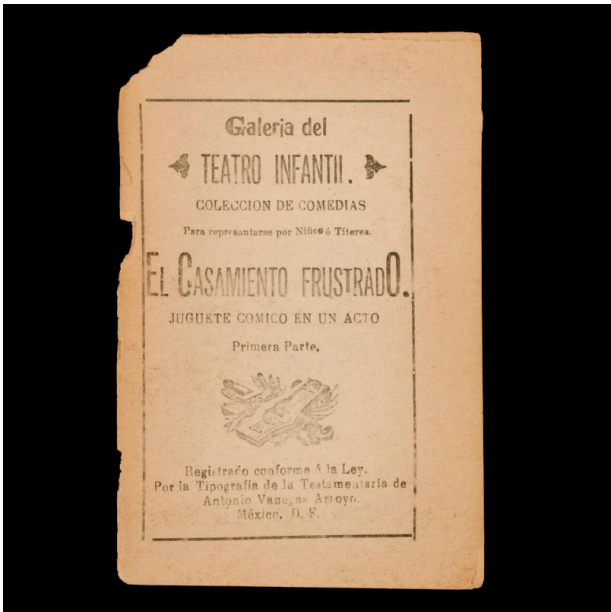 Galeria del
TEATRO INFANTIL.
COLECCION DE COMEDIAS
Para representarse por Niños ó Títeres.
EL CASAMIENTO FRUSTRADO.
JUGUETE COMICO EN UN ACTO
Primera Parte.
Registrado conforme á la Ley.
Por la Tipografía de la Testamentaría de
Antonio Vanegas Arroyo.
México, D. F.